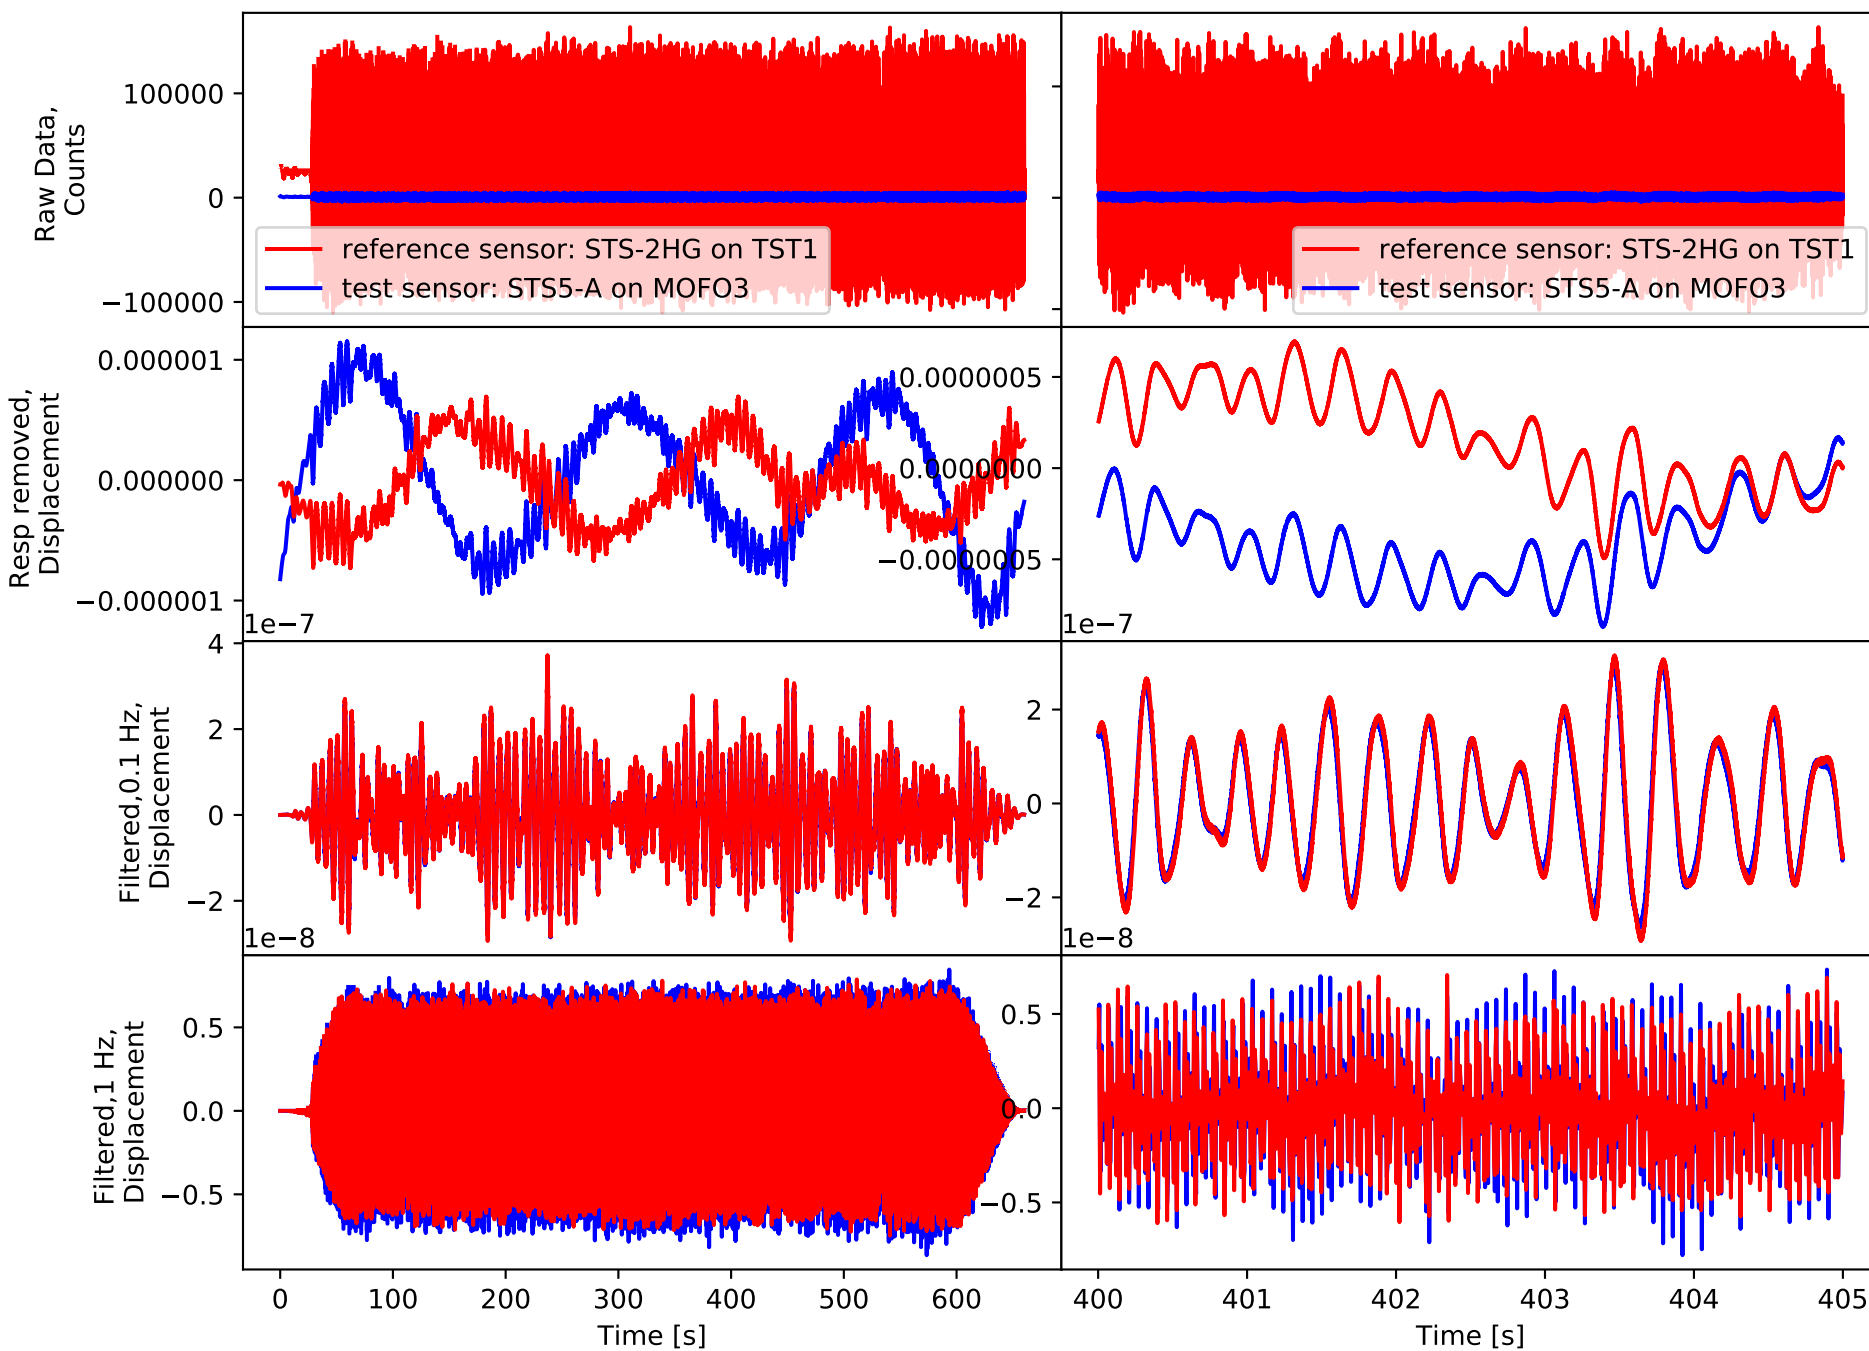 Raw Data,
Counts
100000
0
−100000
reference sensor: STS-2HG on TST1
test sensor: STS5-A on MOFO3
reference sensor: STS-2HG on TST1
test sensor: STS5-A on MOFO3
Resp removed,
Displacement
0.000001
0.000000
−0.000001
0.0000005
0.0000000
−0.0000005
1e−7
1e−7
Filtered,0.1 Hz,
Displacement
4
2
0
−2
2
0
−2
1e−8
1e−8
Filtered,1 Hz,
Displacement
0.5
0.0
−0.5
0.5
0.0
−0.5
0 100 200 300 400 500 600
400 401 402 403 404 405
Time [s]
Time [s]